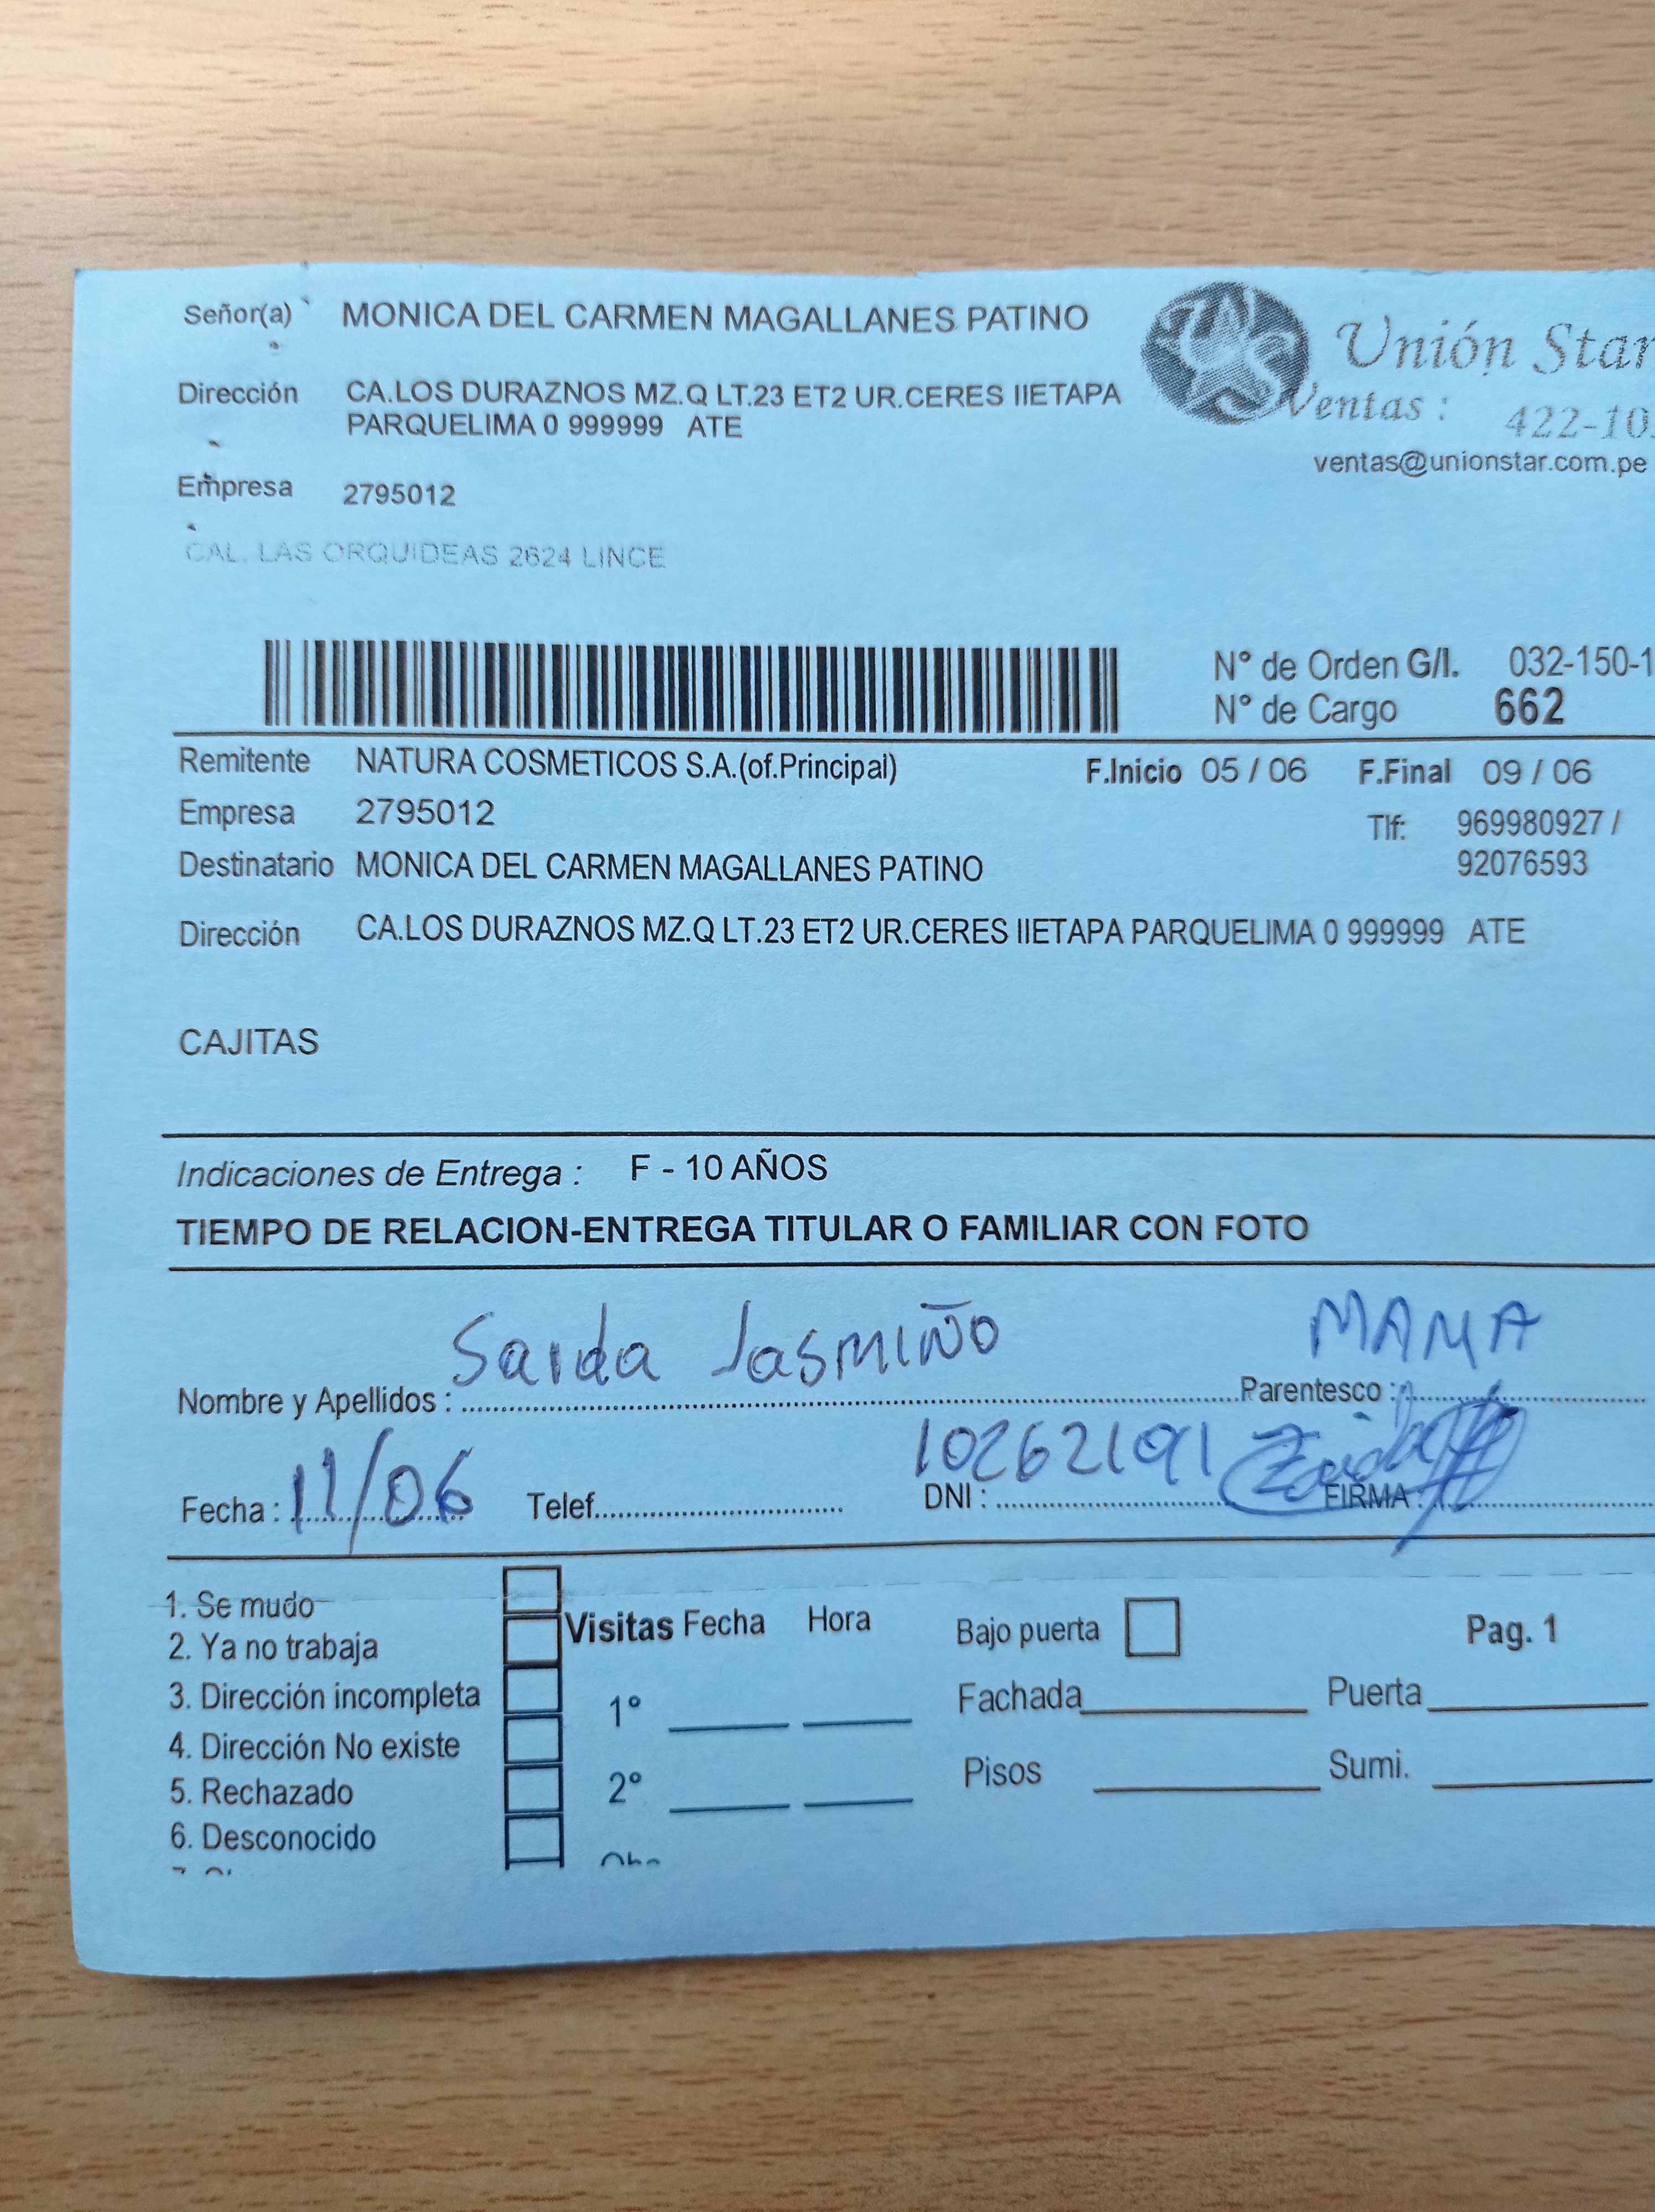 Señor(a) MONICA DEL CARMEN MAGALLANES PATINO
Unión Star
Dirección CA.LOS DURAZNOS MZ.Q LT.23 ET2 UR.CERES IIETAPA
PARQUELIMA 0 999999 ATE
Ventas : 422-10
ventas@unionstar.com.pe
Empresa 2795012
CAL. LAS ORQUIDEAS 2624 LINCE
N° de Orden G/I. 032-150-1
N° de Cargo 662
Remitente NATURA COSMETICOS S.A.(of.Principal) F.Inicio 05 / 06 F.Final 09 / 06
Empresa 2795012 Tlf: 969980927 /
92076593
Destinatario MONICA DEL CARMEN MAGALLANES PATINO
Dirección CA.LOS DURAZNOS MZ.Q LT.23 ET2 UR.CERES IIETAPA PARQUELIMA 0 999999 ATE
CAJITAS
Indicaciones de Entrega : F - 10 AÑOS
TIEMPO DE RELACION-ENTREGA TITULAR O FAMILIAR CON FOTO
Nombre y Apellidos : Saida Jasmiño Parentesco : MAMA
Fecha : 11/06 Telef. DNI : 10262191 FIRMA :
1. Se mudo
2. Ya no trabaja
3. Dirección incompleta
4. Dirección No existe
5. Rechazado
6. Desconocido
Visitas Fecha Hora
1°
2°
Bajo puerta Pag. 1
Fachada Puerta
Pisos Sumi.